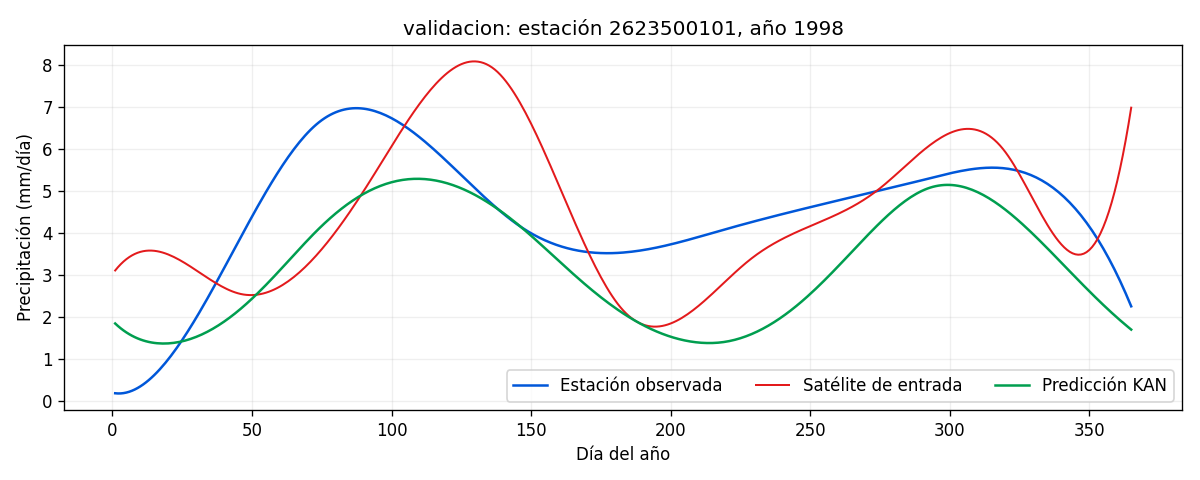 validacion: estación 2623500101, año 1998
Precipitación (mm/día)
8
7
6
5
4
3
2
1
0
Estación observada
Satélite de entrada
Predicción KAN
0
50
100
150
200
250
300
350
Día del año